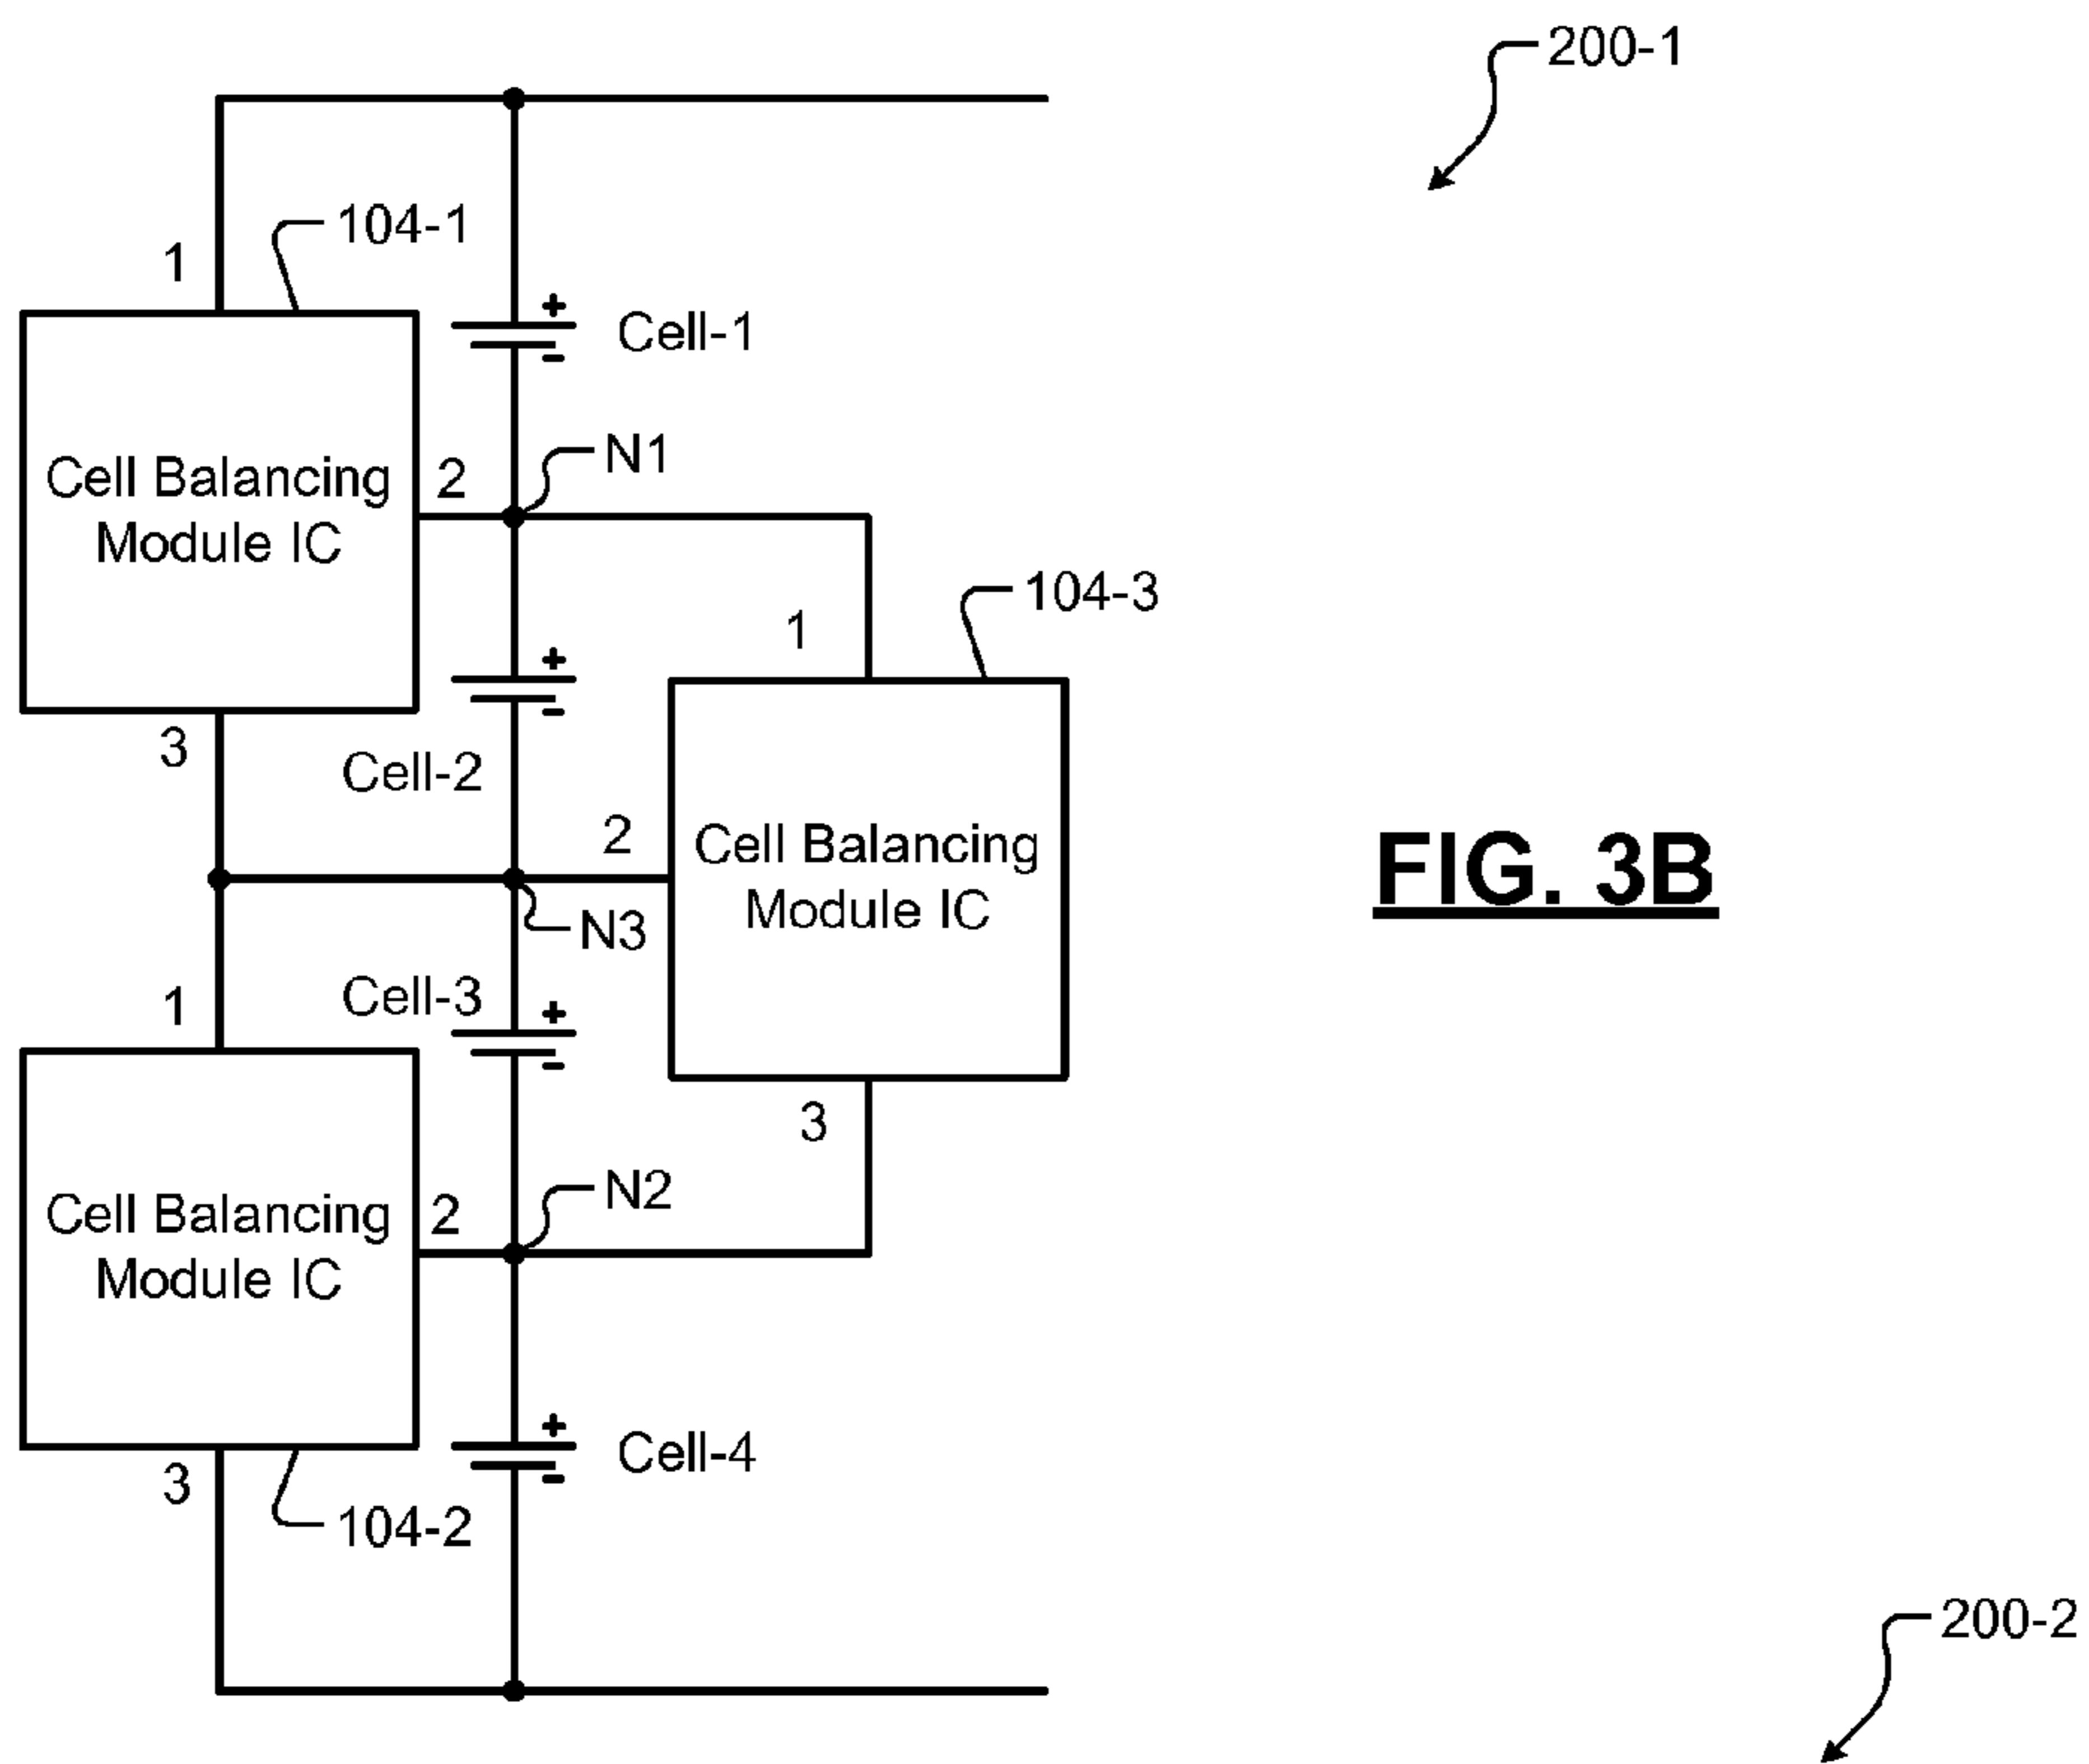 200-1
104-1
1
+
Cell-1
-
Cell Balancing
Module IC
2
N1
104-3
1
+
-
3
Cell-2
2
Cell Balancing
Module IC
FIG. 3B
N3
Cell-3
1
+
-
3
Cell Balancing
Module IC
2
N2
+
Cell-4
-
3
104-2
200-2